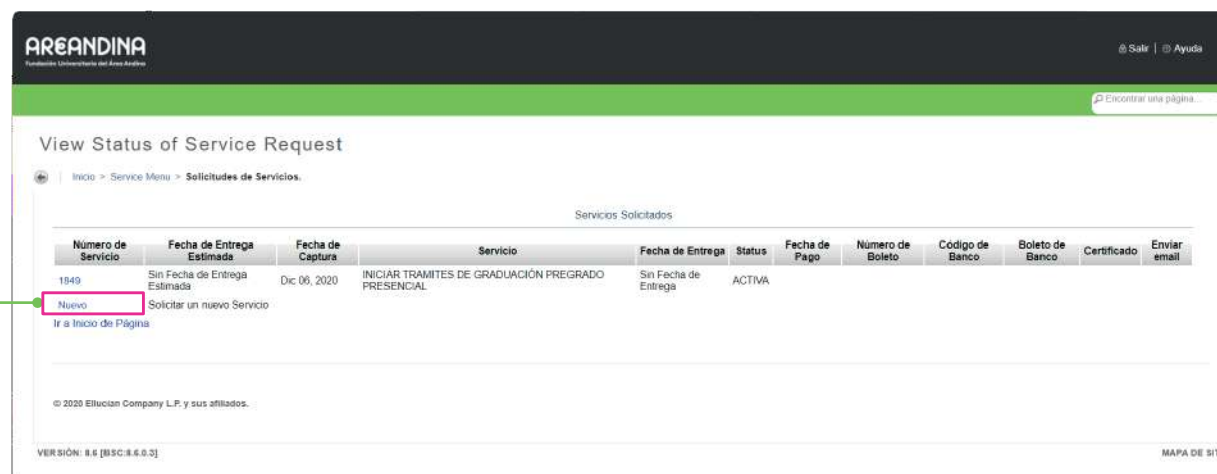 AREANDINA
Fundación Universitaria del Área Andina
Salir | Ayuda
Encontrar una página...
View Status of Service Request
Inicio > Service Menu > Solicitudes de Servicios.
Servicios Solicitados
Número de Servicio Fecha de Entrega Estimada Fecha de Captura Servicio Fecha de Entrega Status Fecha de Pago Número de Boleto Código de Banco Boleto de Banco Certificado Enviar email
1849 Sin Fecha de Entrega Estimada Dic 06, 2020 INICIAR TRAMITES DE GRADUACIÓN PREGRADO PRESENCIAL Sin Fecha de Entrega ACTIVA
Nuevo Solicitar un nuevo Servicio
Ir a Inicio de Página
© 2020 Ellucian Company L.P. y sus afiliados.
VERSIÓN: 8.6 [BSC:8.6.0.3]
MAPA DE SIT